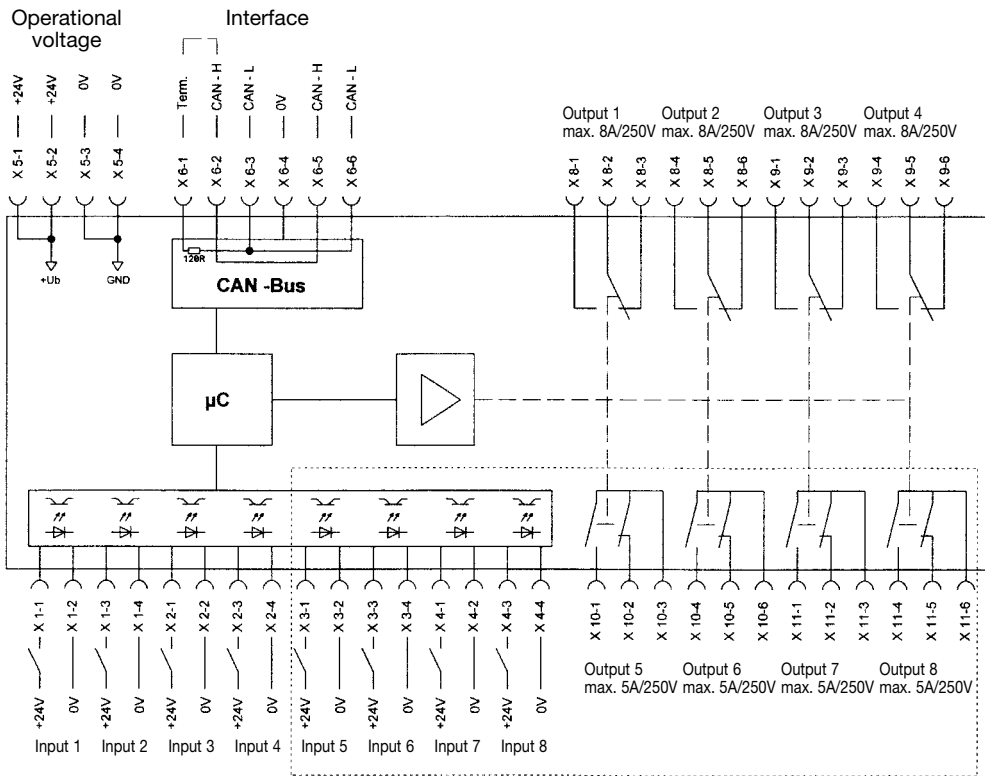 Operational
voltage
Interface
+24V
+24V
0V
0V
Term.
CAN - H
CAN - L
0V
CAN - H
CAN - L
X 5-1
X 5-2
X 5-3
X 5-4
X 6-1
X 6-2
X 6-3
X 6-4
X 6-5
X 6-6
Output 1
max. 8A/250V
Output 2
max. 8A/250V
Output 3
max. 8A/250V
Output 4
max. 8A/250V
X 8-1
X 8-2
X 8-3
X 8-4
X 8-5
X 8-6
X 9-1
X 9-2
X 9-3
X 9-4
X 9-5
X 9-6
+Ub
GND
120R
CAN -Bus
µC
X 1-1
X 1-2
X 1-3
X 1-4
X 2-1
X 2-2
X 2-3
X 2-4
X 3-1
X 3-2
X 3-3
X 3-4
X 4-1
X 4-2
X 4-3
X 4-4
X 10-1
X 10-2
X 10-3
X 10-4
X 10-5
X 10-6
X 11-1
X 11-2
X 11-3
X 11-4
X 11-5
X 11-6
Output 5
max. 5A/250V
Output 6
max. 5A/250V
Output 7
max. 5A/250V
Output 8
max. 5A/250V
+24V
0V
+24V
0V
+24V
0V
+24V
0V
+24V
0V
+24V
0V
+24V
0V
+24V
0V
Input 1
Input 2
Input 3
Input 4
Input 5
Input 6
Input 7
Input 8